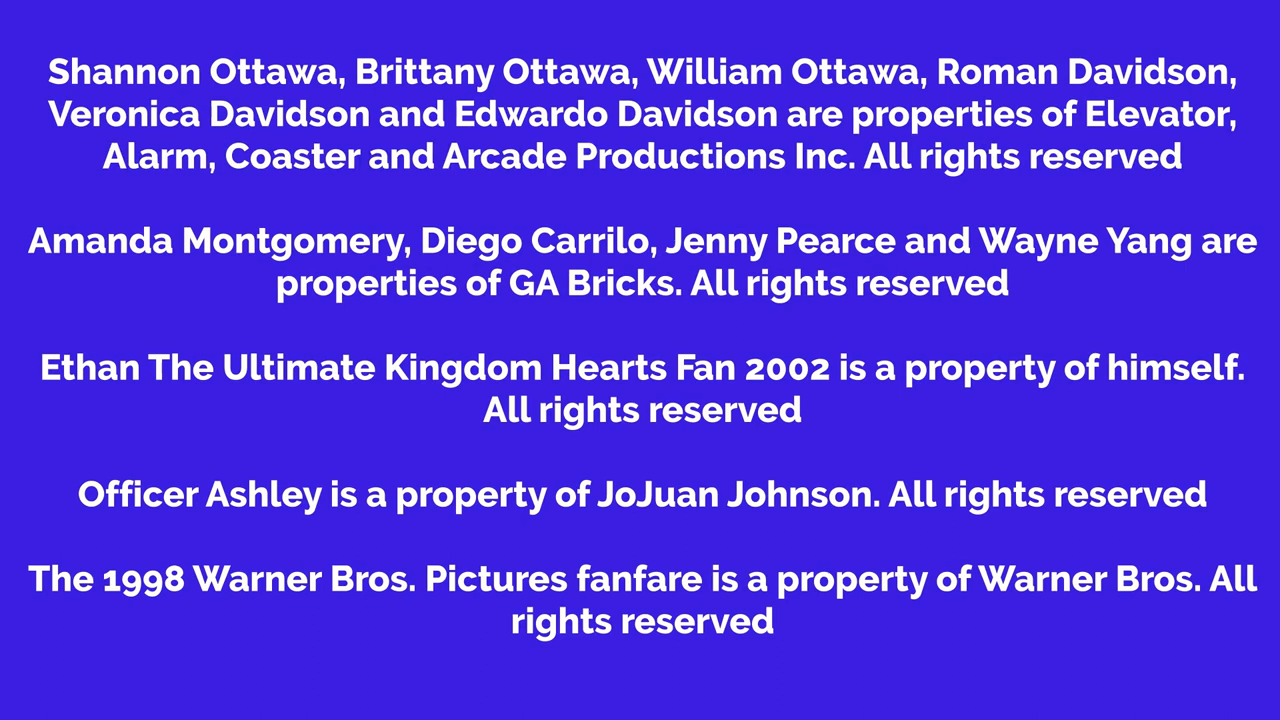 Shannon Ottawa, Brittany Ottawa, William Ottawa, Roman Davidson,
Veronica Davidson and Edwardo Davidson are properties of Elevator,
Alarm, Coaster and Arcade Productions Inc. All rights reserved
Amanda Montgomery, Diego Carrilo, Jenny Pearce and Wayne Yang are
properties of GA Bricks. All rights reserved
Ethan The Ultimate Kingdom Hearts Fan 2002 is a property of himself.
All rights reserved
Officer Ashley is a property of JoJuan Johnson. All rights reserved
The 1998 Warner Bros. Pictures fanfare is a property of Warner Bros. All
rights reserved